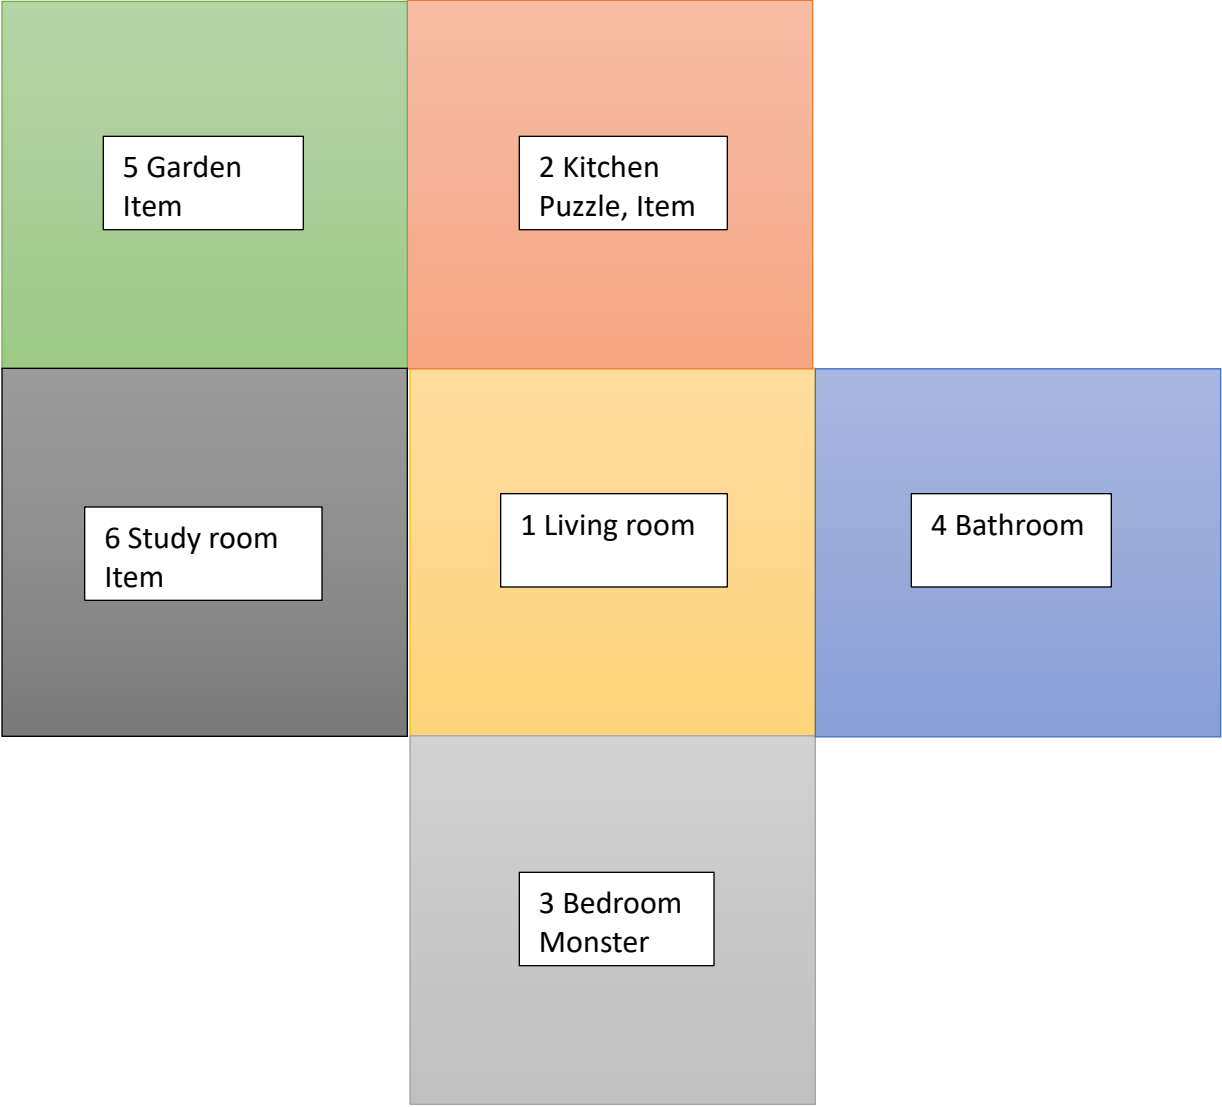 5 Garden
Item
2 Kitchen
Puzzle, Item
6 Study room
Item
1 Living room
4 Bathroom
3 Bedroom
Monster